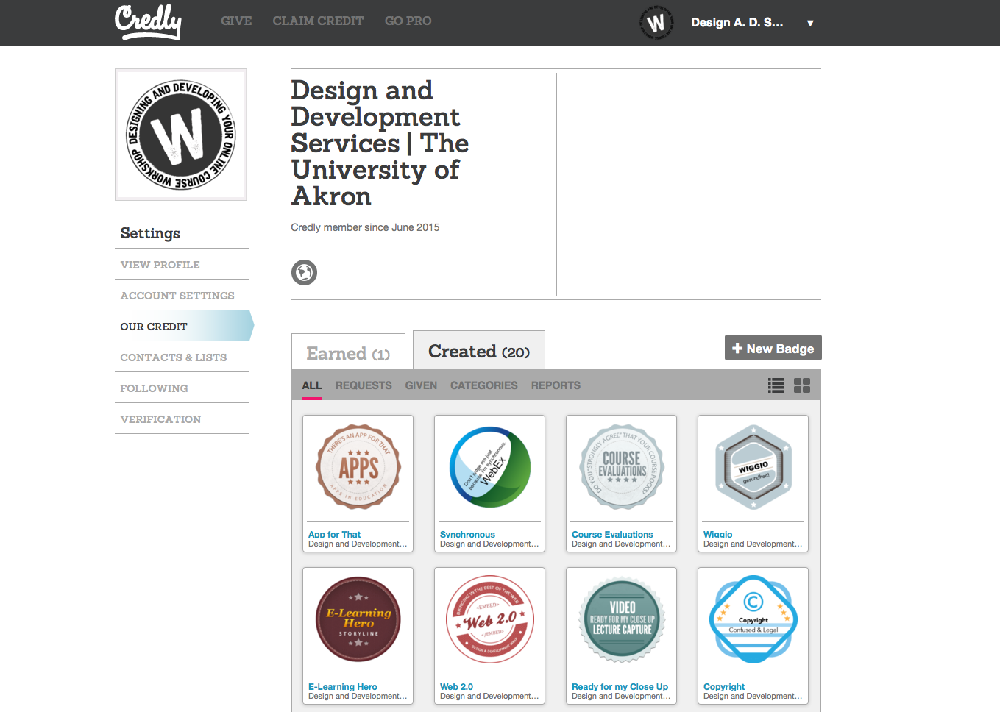 Credly
GIVE
CLAIM CREDIT
GO PRO
W
Design A. D. S... ▼
DESIGNING AND DEVELOPING YOUR ONLINE COURSE WORKSHOP
W
Design and
Development
Services | The
University of
Akron
Credly member since June 2015
Settings
VIEW PROFILE
ACCOUNT SETTINGS
OUR CREDIT
CONTACTS & LISTS
FOLLOWING
VERIFICATION
Earned (1)
Created (20)
+ New Badge
ALL
REQUESTS
GIVEN
CATEGORIES
REPORTS
THERE'S AN APP FOR THAT
APPS
APPS IN EDUCATION
App for That
Design and Development...
Don't judge me just
because I'm synchronous.
WebEx
Synchronous
Design and Development...
DO YOU "STRONGLY AGREE" THAT YOUR COURSE ROCKS?
COURSE
EVALUATIONS
Course Evaluations
Design and Development...
WIGGIO
gesundheit!
Wiggio
Design and Development...
E-Learning
Hero
STORYLINE
E-Learning Hero
Design and Development...
BRINGING IN THE BEST OF THE WEB
<EMBED>
Web 2.0
</EMBED>
DESIGN & DEVELOPMENT
Web 2.0
Design and Development...
VIDEO
READY FOR MY CLOSE UP
LECTURE CAPTURE
Ready for my Close Up
Design and Development...
©
Copyright
Confused & Legal
Copyright
Design and Development...